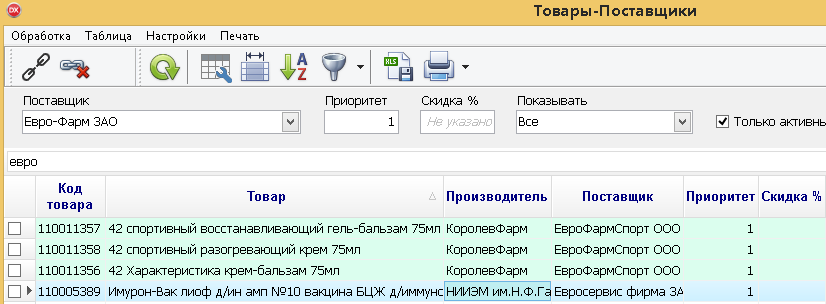 Товары-Поставщики
Обработка Таблица Настройки Печать
Поставщик Приоритет Скидка % Показывать
Евро-Фарм ЗАО 1 Не указано Все Только активны
евро
Код товара Товар Производитель Поставщик Приоритет Скидка %
110011357 42 спортивный восстанавливающий гель-бальзам 75мл КоролевФарм ЕвроФармСпорт ООО 1
110011358 42 спортивный разогревающий крем 75мл КоролевФарм ЕвроФармСпорт ООО 1
110011356 42 Характеристика крем-бальзам 75мл КоролевФарм ЕвроФармСпорт ООО 1
110005389 Имурон-Вак лиоф д/ин амп №10 вакцина БЦЖ д/иммунс НИИЭМ им.Н.Ф.Га Евросервис фирма ЗА 1